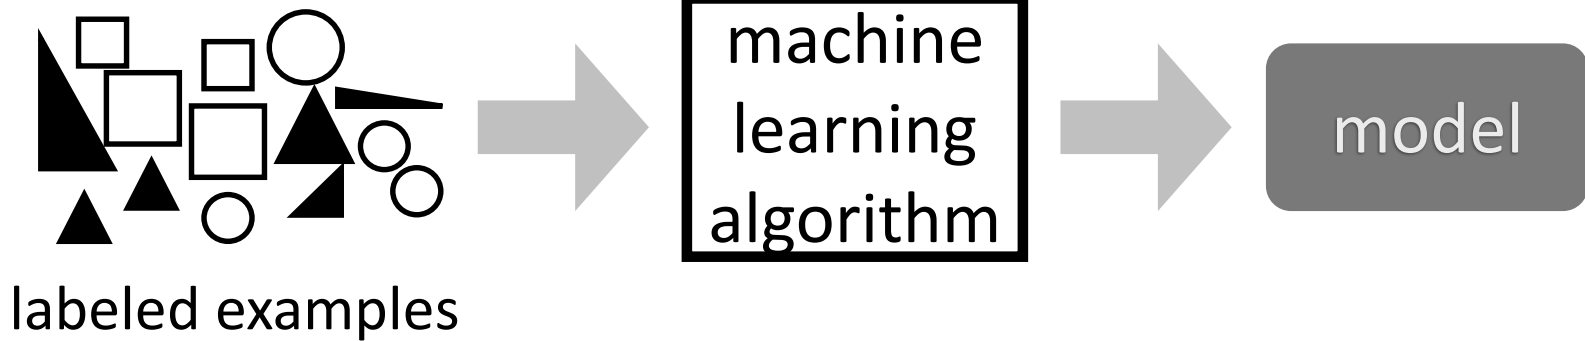 machine
learning
algorithm
model
labeled examples